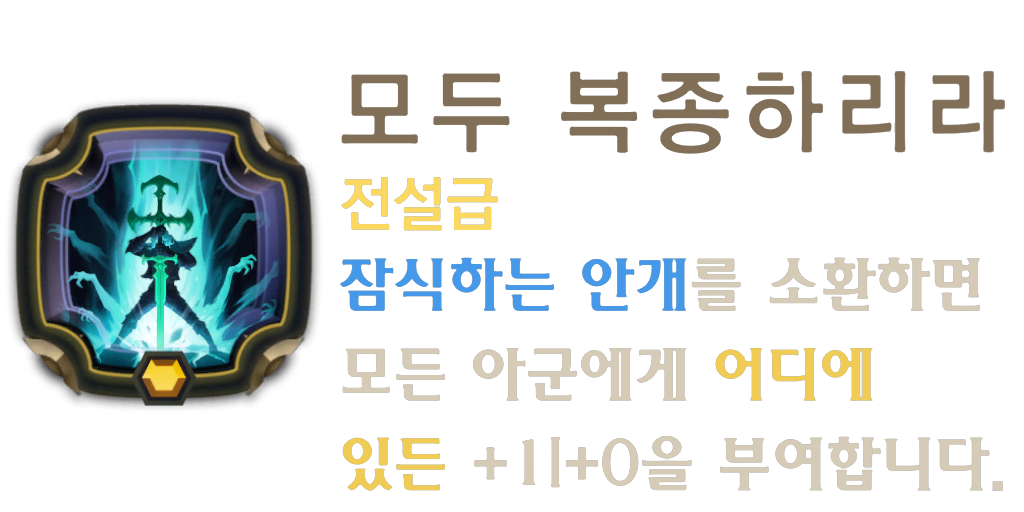 모두 복종하리라
전설급
잠식하는 안개를 소환하면
모든 아군에게 어디에
있든 +1|+0을 부여합니다.